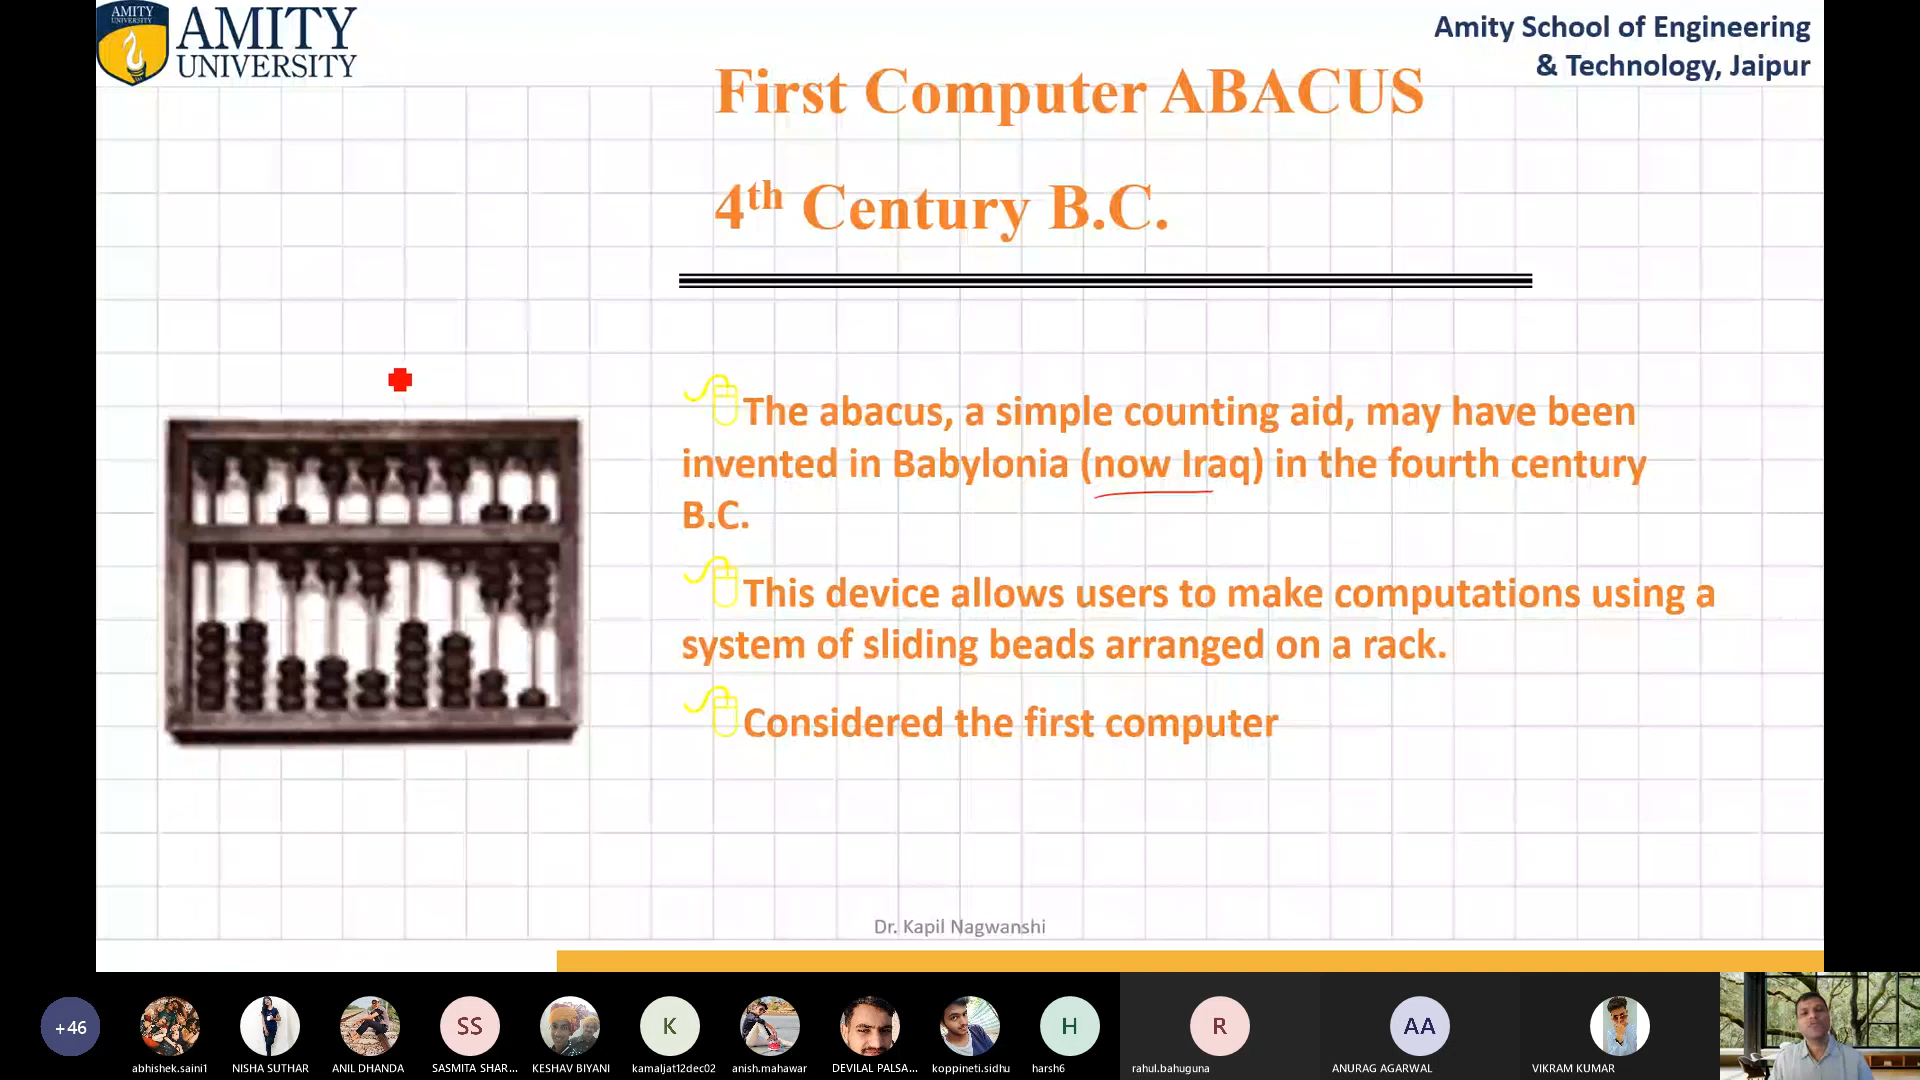 AMITY
UNIVERSITY
AMITY
UNIVERSITY
Amity School of Engineering
& Technology, Jaipur
First Computer ABACUS
4th Century B.C.
The abacus, a simple counting aid, may have been
invented in Babylonia (now Iraq) in the fourth century
B.C.
This device allows users to make computations using a
system of sliding beads arranged on a rack.
Considered the first computer
Dr. Kapil Nagwanshi
+46
SS
K
H
R
AA
abhishek.saini1
NISHA SUTHAR
ANIL DHANDA
SASMITA SHAR...
KESHAV BIYANI
kamaljat12dec02
anish.mahawar
DEVILAL PALSA...
koppineti.sidhu
harsh6
rahul.bahuguna
ANURAG AGARWAL
VIKRAM KUMAR